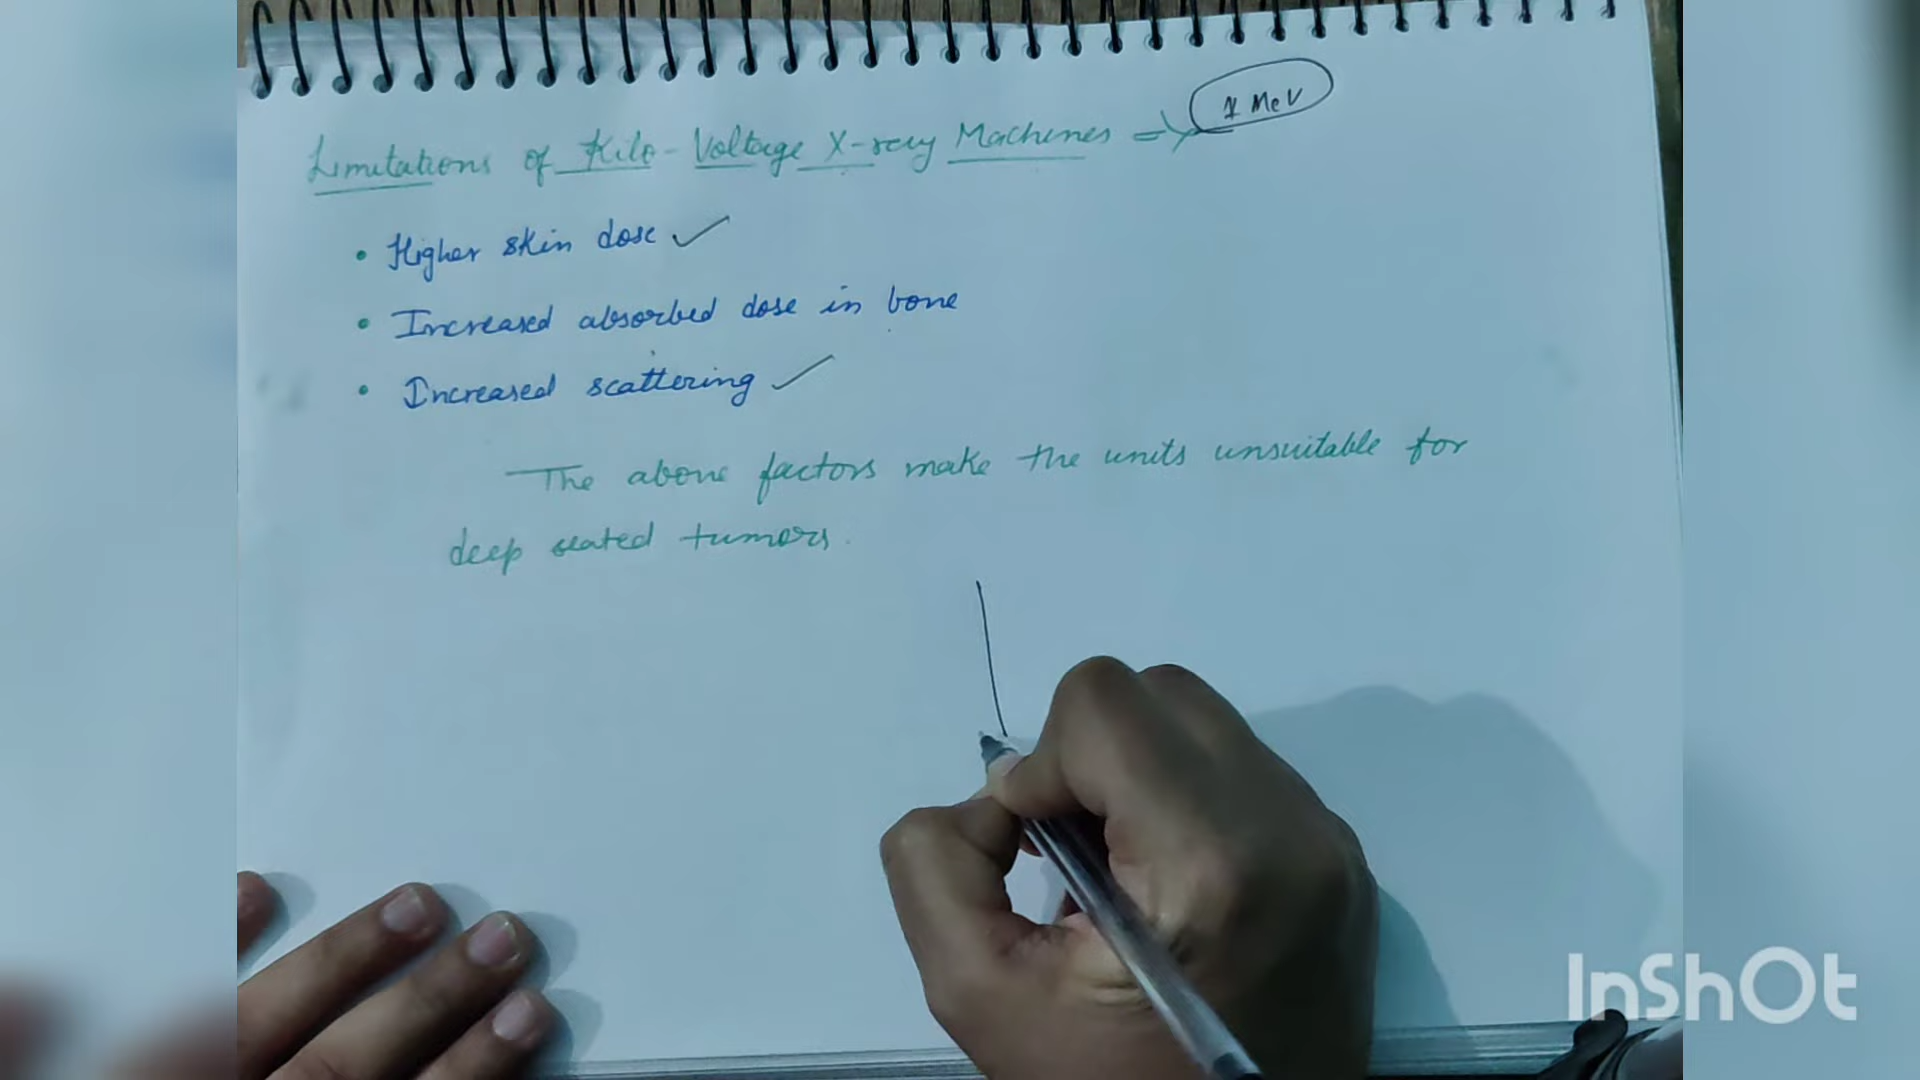 Limitations of Kilo-Voltage X-ray Machines ⇒ 1 MeV
• Higher skin dose ✓
• Increased absorbed dose in bone
• Increased scattering ✓
The above factors make the units unsuitable for
deep seated tumors.
InShOt